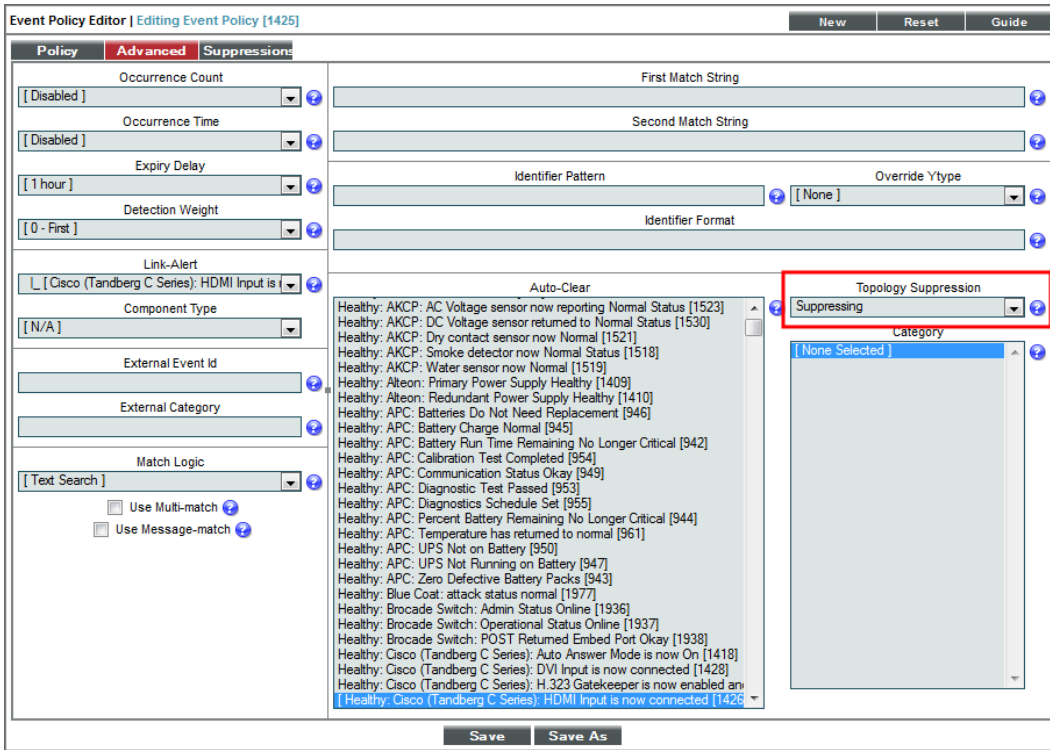 Event Policy Editor | Editing Event Policy [1425]
New
Reset
Guide
Policy
Advanced
Suppressions
Occurrence Count
[ Disabled ]
Occurrence Time
[ Disabled ]
Expiry Delay
[ 1 hour ]
Detection Weight
[ 0 - First ]
Link-Alert
|_ [ Cisco (Tandberg C Series): HDMI Input is
Component Type
[ N/A ]
External Event Id
External Category
Match Logic
[ Text Search ]
Use Multi-match
Use Message-match
First Match String
Second Match String
Identifier Pattern
Override Ytype
[ None ]
Identifier Format
Auto-Clear
Healthy: AKCP: AC Voltage sensor now reporting Normal Status [1523]
Healthy: AKCP: DC Voltage sensor returned to Normal Status [1530]
Healthy: AKCP: Dry contact sensor now Normal [1521]
Healthy: AKCP: Smoke detector now Normal Status [1518]
Healthy: AKCP: Water sensor now Normal [1519]
Healthy: Alteon: Primary Power Supply Healthy [1409]
Healthy: Alteon: Redundant Power Supply Healthy [1410]
Healthy: APC: Batteries Do Not Need Replacement [946]
Healthy: APC: Battery Charge Normal [945]
Healthy: APC: Battery Run Time Remaining No Longer Critical [942]
Healthy: APC: Calibration Test Completed [954]
Healthy: APC: Communication Status Okay [949]
Healthy: APC: Diagnostic Test Passed [953]
Healthy: APC: Diagnostics Schedule Set [955]
Healthy: APC: Percent Battery Remaining No Longer Critical [944]
Healthy: APC: Temperature has returned to normal [961]
Healthy: APC: UPS Not on Battery [950]
Healthy: APC: UPS Not Running on Battery [947]
Healthy: APC: Zero Defective Battery Packs [943]
Healthy: Blue Coat: attack status normal [1977]
Healthy: Brocade Switch: Admin Status Online [1936]
Healthy: Brocade Switch: Operational Status Online [1937]
Healthy: Brocade Switch: POST Returned Embed Port Okay [1938]
Healthy: Cisco (Tandberg C Series): Auto Answer Mode is now On [1418]
Healthy: Cisco (Tandberg C Series): DVI Input is now connected [1428]
Healthy: Cisco (Tandberg C Series): H.323 Gatekeeper is now enabled an
[ Healthy: Cisco (Tandberg C Series): HDMI Input is now connected [1426
Topology Suppression
Suppressing
Category
[ None Selected ]
Save
Save As